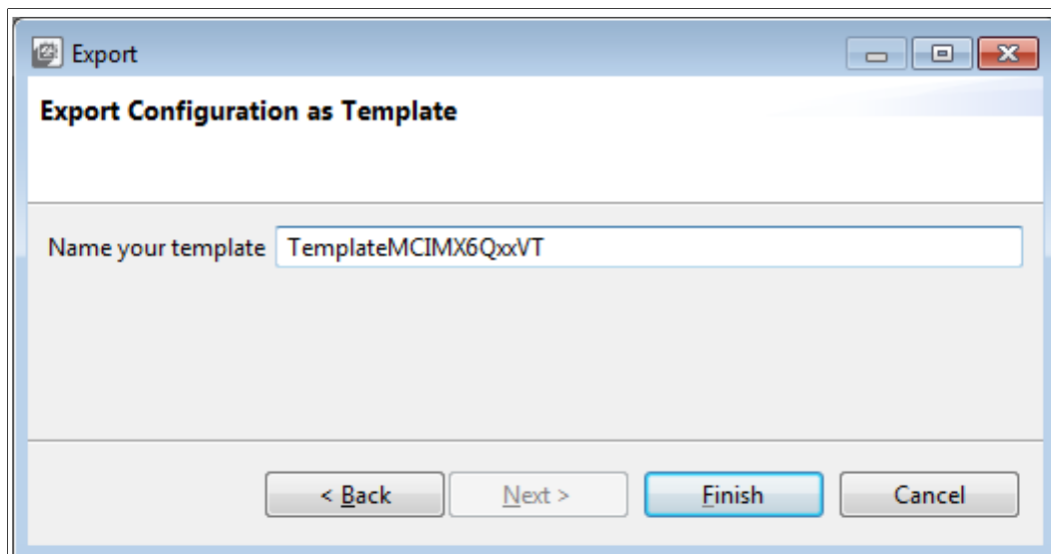 Export
Export Configuration as Template
Name your template TemplateMCIMX6QxxVT
< Back Next > Finish Cancel